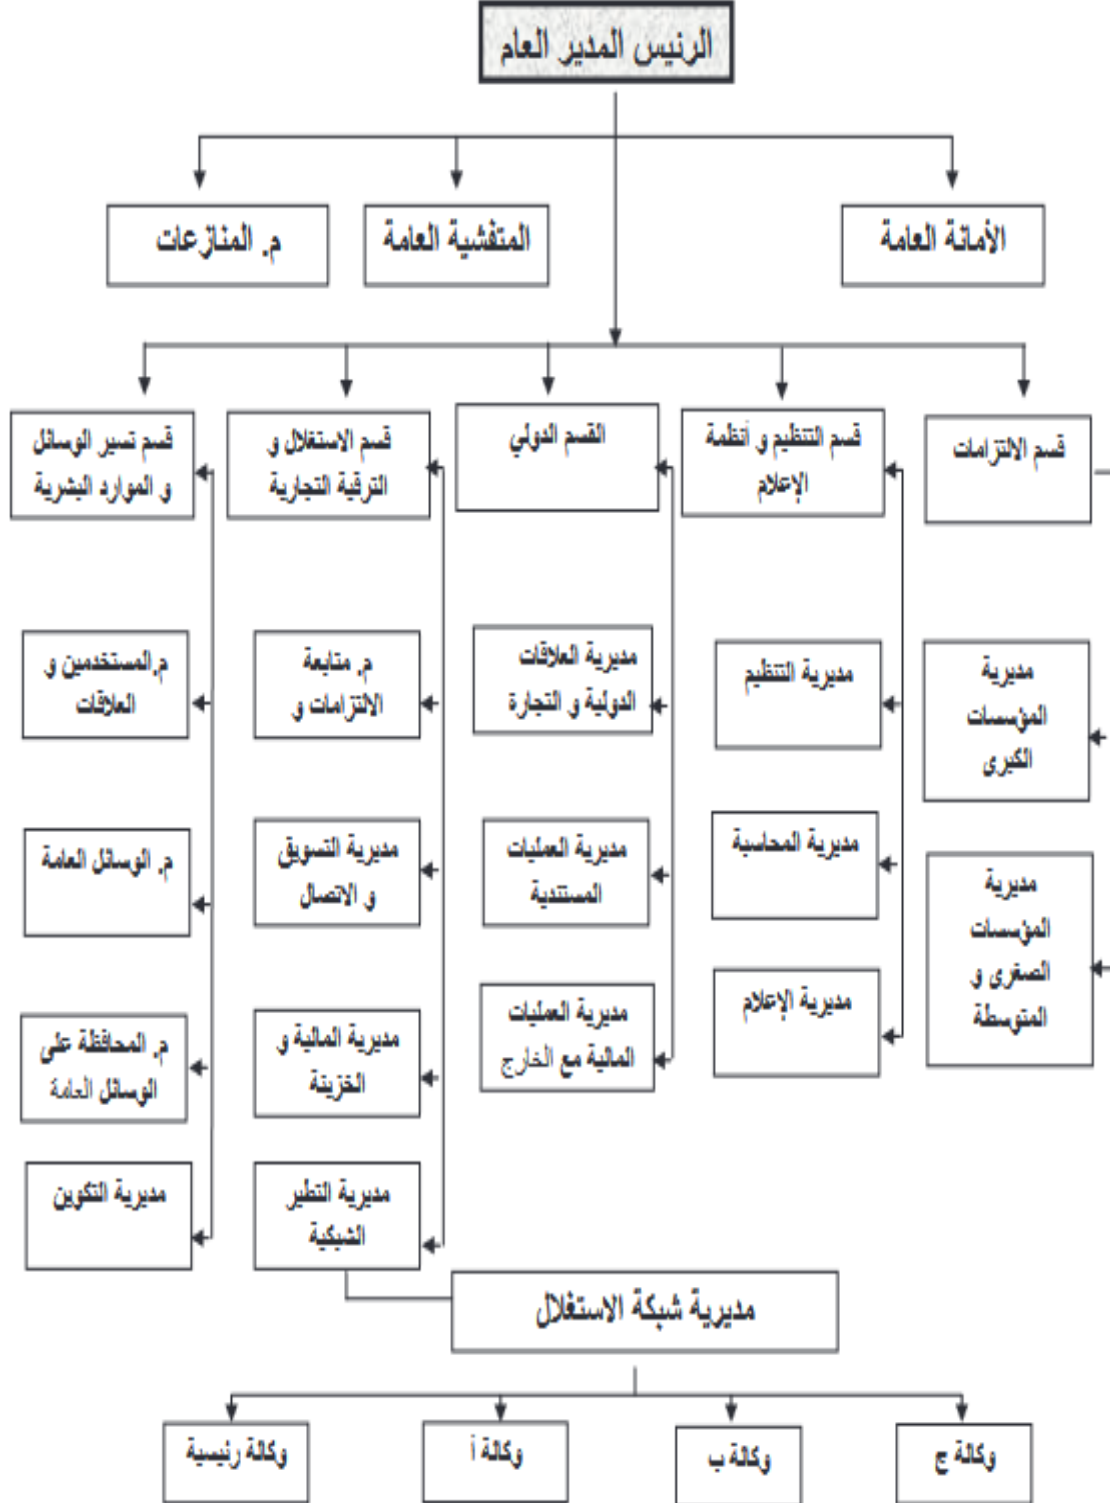 الرئيس المدير العام
الأمانة العامة
المتفشية العامة
م. المنازعات
قسم الالتزامات
قسم التنظيم و أنظمة
الإعلام
القسم الدولي
قسم الاستغلال و
الترقية التجارية
قسم تسير الوسائل
و الموارد البشرية
مديرية
المؤسسات
الكبرى
مديرية التنظيم
مديرية العلاقات
الدولية و التجارة
م. متابعة
الالتزامات و
م.المستخدمين و
العلاقات
مديرية
المؤسسات
الصغرى و
المتوسطة
مديرية المحاسبة
مديرية العمليات
المستندية
مديرية التسويق
و الاتصال
م. الوسائل العامة
مديرية الإعلام
مديرية العمليات
المالية مع الخارج
مديرية المالية و
الخزينة
م. المحافظة على
الوسائل العامة
مديرية التطير
الشبكية
مديرية التكوين
مديرية شبكة الاستغلال
وكالة ج
وكالة ب
وكالة أ
وكالة رئيسية